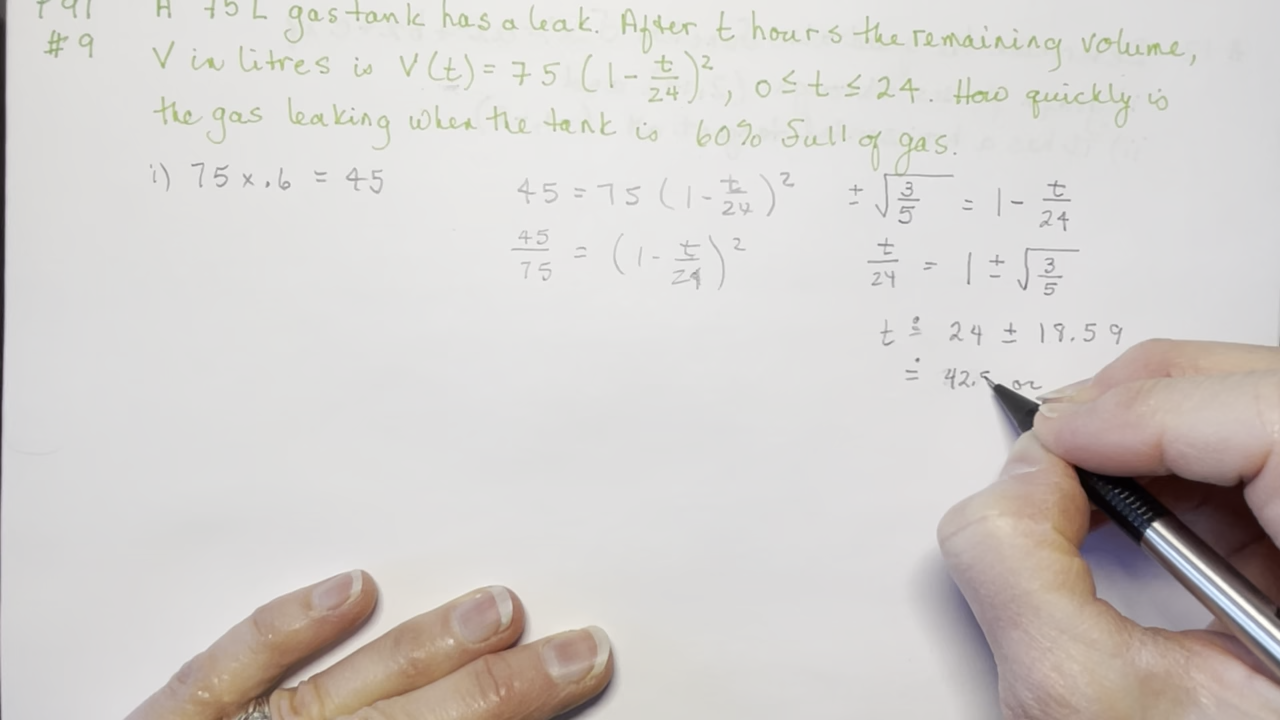 P 91 A 75 L gas tank has a leak. After t hours the remaining volume,
#9 V in litres is V(t) = 75 (1 - t/24)², 0 ≤ t ≤ 24. How quickly is
the gas leaking when the tank is 60% full of gas.
i) 75 x .6 = 45
45 = 75 (1 - t/24)²
45/75 = (1 - t/24)²
± √(3/5) = 1 - t/24
t/24 = 1 ± √(3/5)
t ≐ 24 ± 18.59
≐ 42.5 or